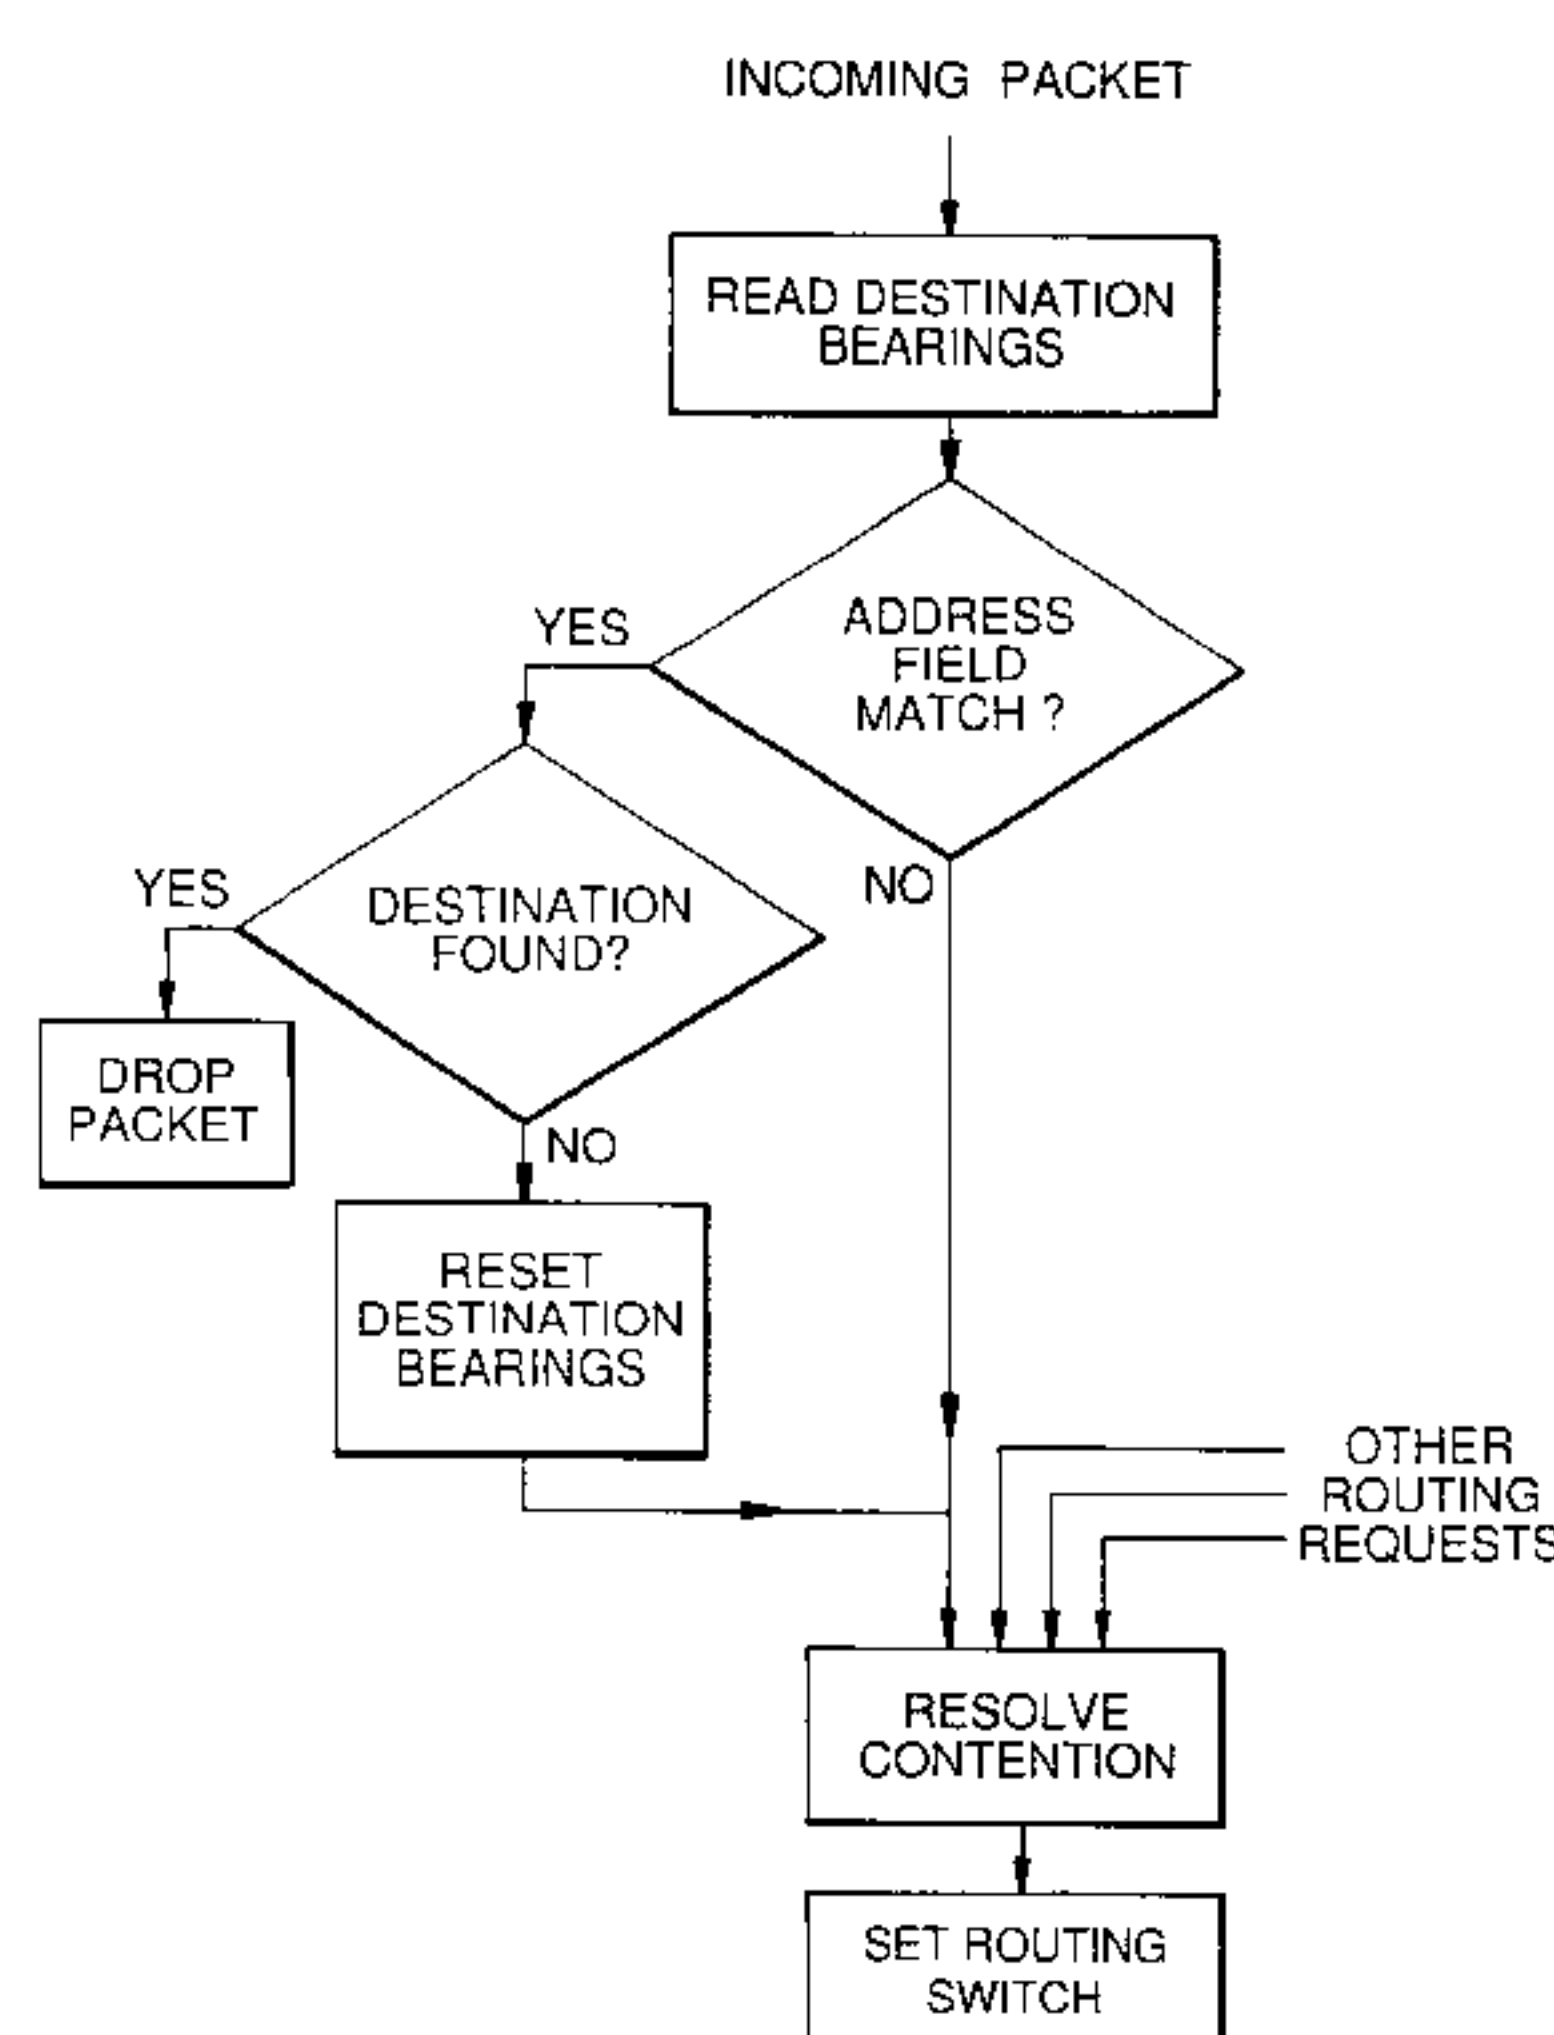 INCOMING PACKET
READ DESTINATION
BEARINGS
ADDRESS
FIELD
MATCH ?
YES
NO
DESTINATION
FOUND?
YES
DROP
PACKET
NO
RESET
DESTINATION
BEARINGS
OTHER
ROUTING
REQUESTS
RESOLVE
CONTENTION
SET ROUTING
SWITCH